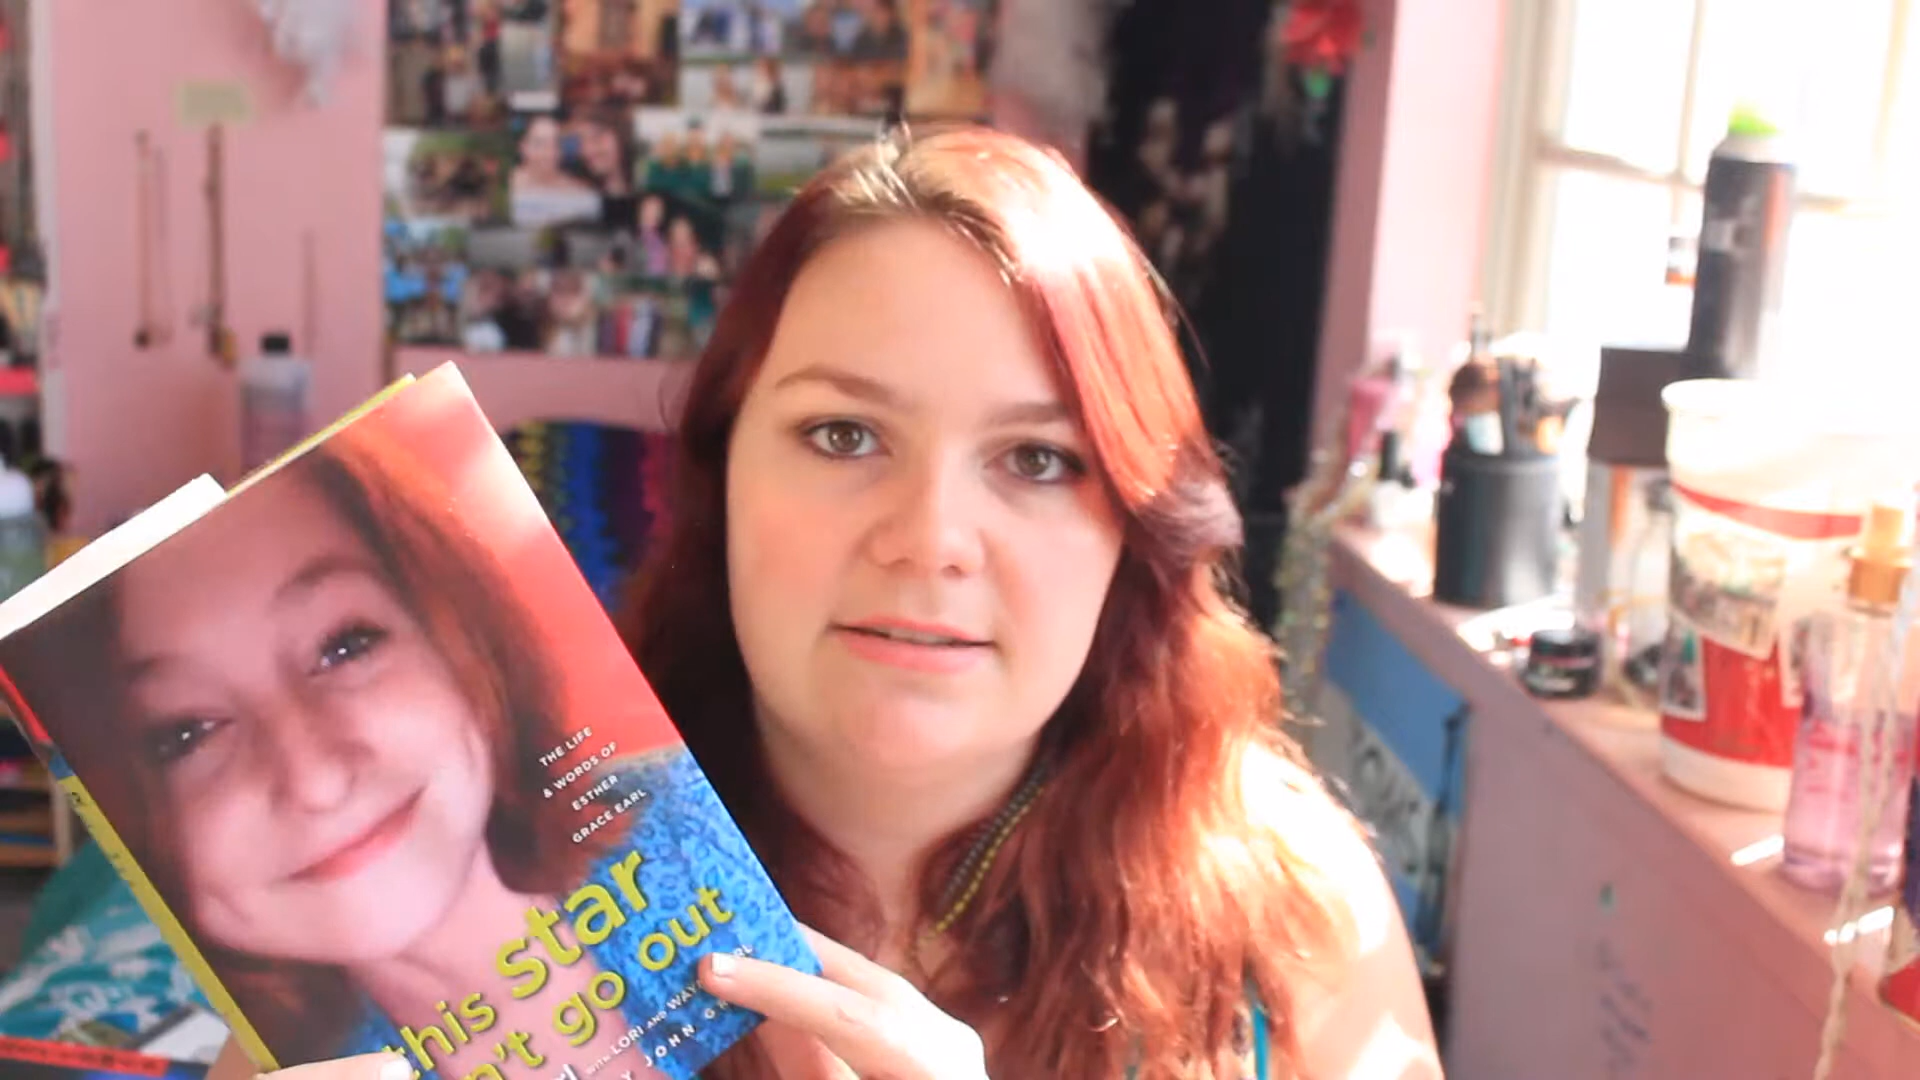 THE LIFE
& WORDS OF
ESTHER
GRACE EARL
this star
n't go out
WITH LORI AND WAY
JOHN G